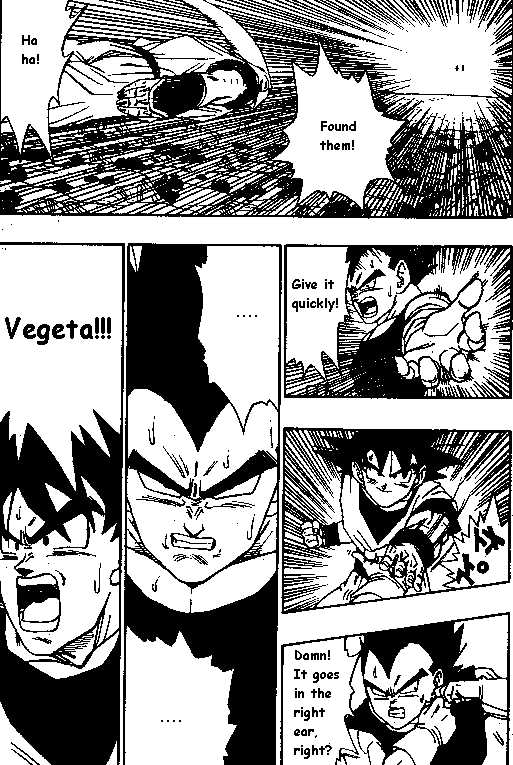 Ha
ha!
Found
them!
Vegeta!!!
....
....
Give it
quickly!
Damn!
It goes
in the
right
ear,
right?